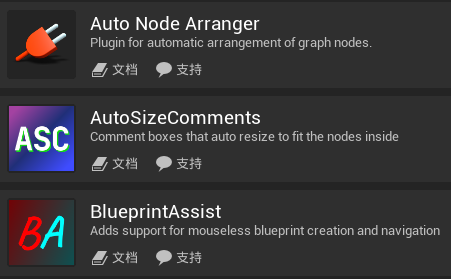 Auto Node Arranger
Plugin for automatic arrangement of graph nodes.
文档 支持
ASC
AutoSizeComments
Comment boxes that auto resize to fit the nodes inside
文档 支持
BA
BlueprintAssist
Adds support for mouseless blueprint creation and navigation
文档 支持